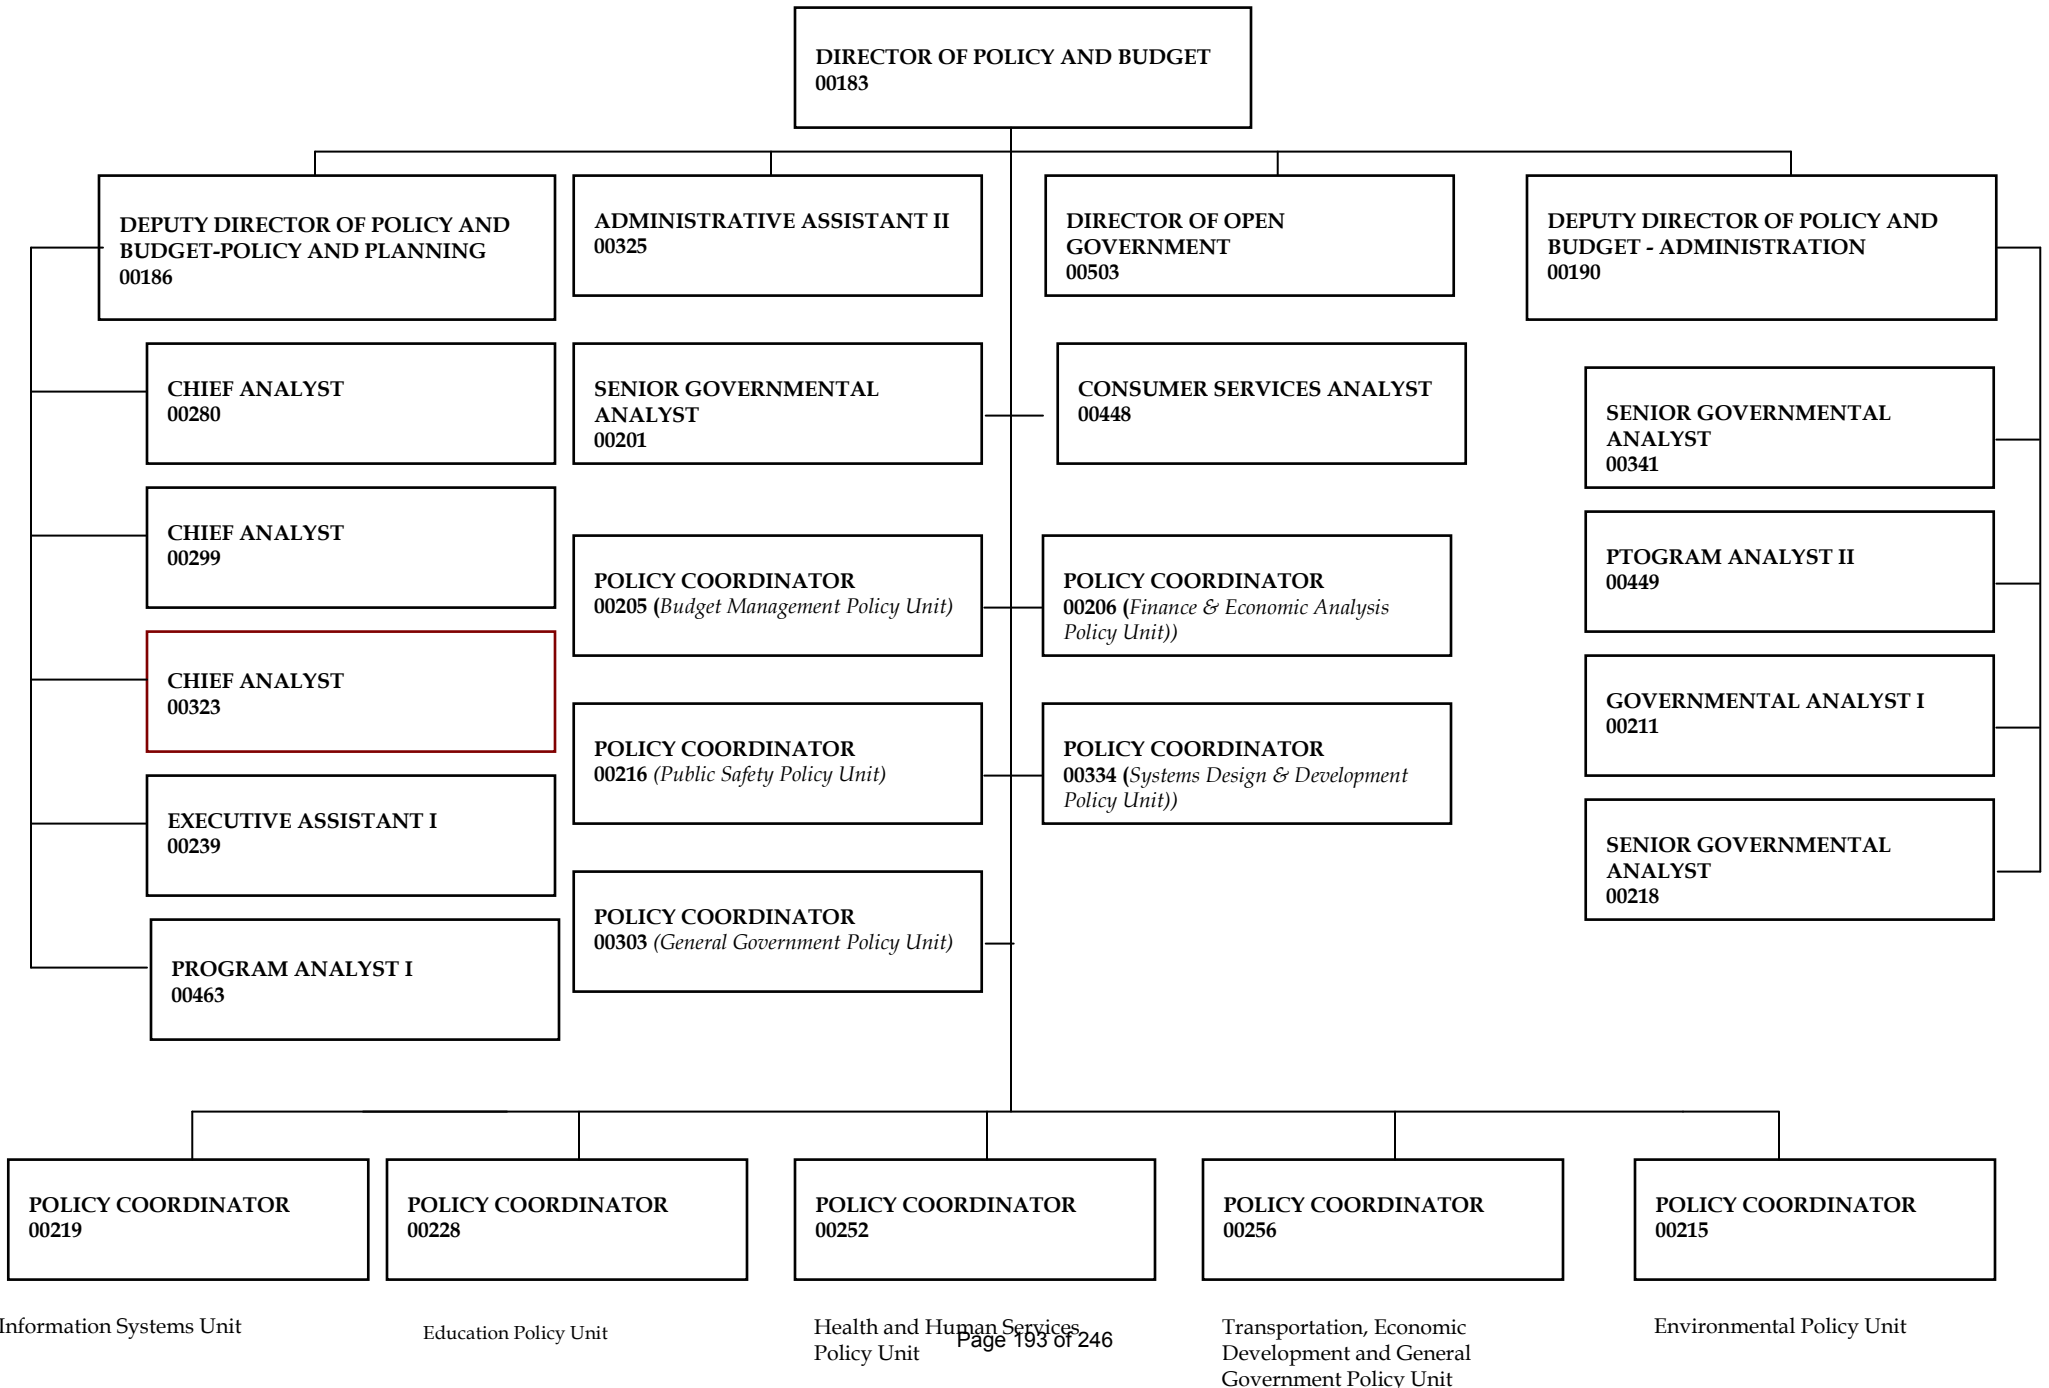 DIRECTOR OF POLICY AND BUDGET
00183
DEPUTY DIRECTOR OF POLICY AND
BUDGET-POLICY AND PLANNING
00186
ADMINISTRATIVE ASSISTANT II
00325
DIRECTOR OF OPEN
GOVERNMENT
00503
DEPUTY DIRECTOR OF POLICY AND
BUDGET - ADMINISTRATION
00190
CHIEF ANALYST
00280
SENIOR GOVERNMENTAL
ANALYST
00201
CONSUMER SERVICES ANALYST
00448
SENIOR GOVERNMENTAL
ANALYST
00341
CHIEF ANALYST
00299
POLICY COORDINATOR
00205 (Budget Management Policy Unit)
POLICY COORDINATOR
00206 (Finance & Economic Analysis
Policy Unit))
PTOGRAM ANALYST II
00449
CHIEF ANALYST
00323
POLICY COORDINATOR
00216 (Public Safety Policy Unit)
POLICY COORDINATOR
00334 (Systems Design & Development
Policy Unit))
GOVERNMENTAL ANALYST I
00211
EXECUTIVE ASSISTANT I
00239
POLICY COORDINATOR
00303 (General Government Policy Unit)
SENIOR GOVERNMENTAL
ANALYST
00218
PROGRAM ANALYST I
00463
POLICY COORDINATOR
00219
POLICY COORDINATOR
00228
POLICY COORDINATOR
00252
POLICY COORDINATOR
00256
POLICY COORDINATOR
00215
Information Systems Unit
Education Policy Unit
Health and Human Services
Policy Unit
Transportation, Economic
Development and General
Government Policy Unit
Environmental Policy Unit
Page 193 of 246